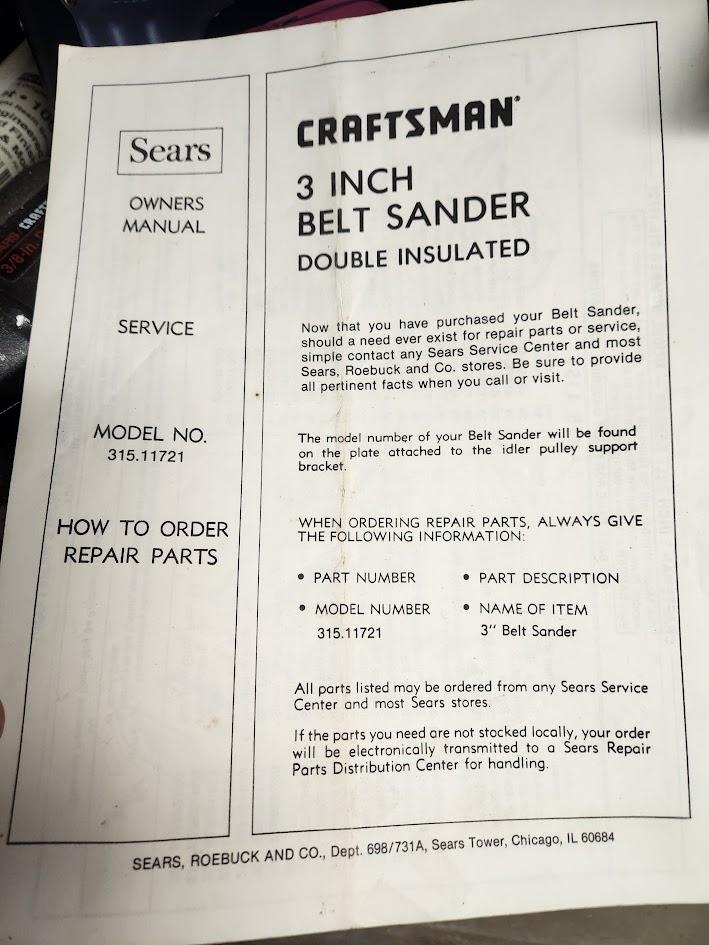 Sears
OWNERS
MANUAL
SERVICE
MODEL NO.
315.11721
HOW TO ORDER
REPAIR PARTS
CRAFTSMAN®
3 INCH
BELT SANDER
DOUBLE INSULATED
Now that you have purchased your Belt Sander,
should a need ever exist for repair parts or service,
simple contact any Sears Service Center and most
Sears, Roebuck and Co. stores. Be sure to provide
all pertinent facts when you call or visit.
The model number of your Belt Sander will be found
on the plate attached to the idler pulley support
bracket.
WHEN ORDERING REPAIR PARTS, ALWAYS GIVE
THE FOLLOWING INFORMATION:
• PART NUMBER • PART DESCRIPTION
• MODEL NUMBER • NAME OF ITEM
315.11721 3" Belt Sander
All parts listed may be ordered from any Sears Service
Center and most Sears stores.
If the parts you need are not stocked locally, your order
will be electronically transmitted to a Sears Repair
Parts Distribution Center for handling.
SEARS, ROEBUCK AND CO., Dept. 698/731A, Sears Tower, Chicago, IL 60684
3/8-in.